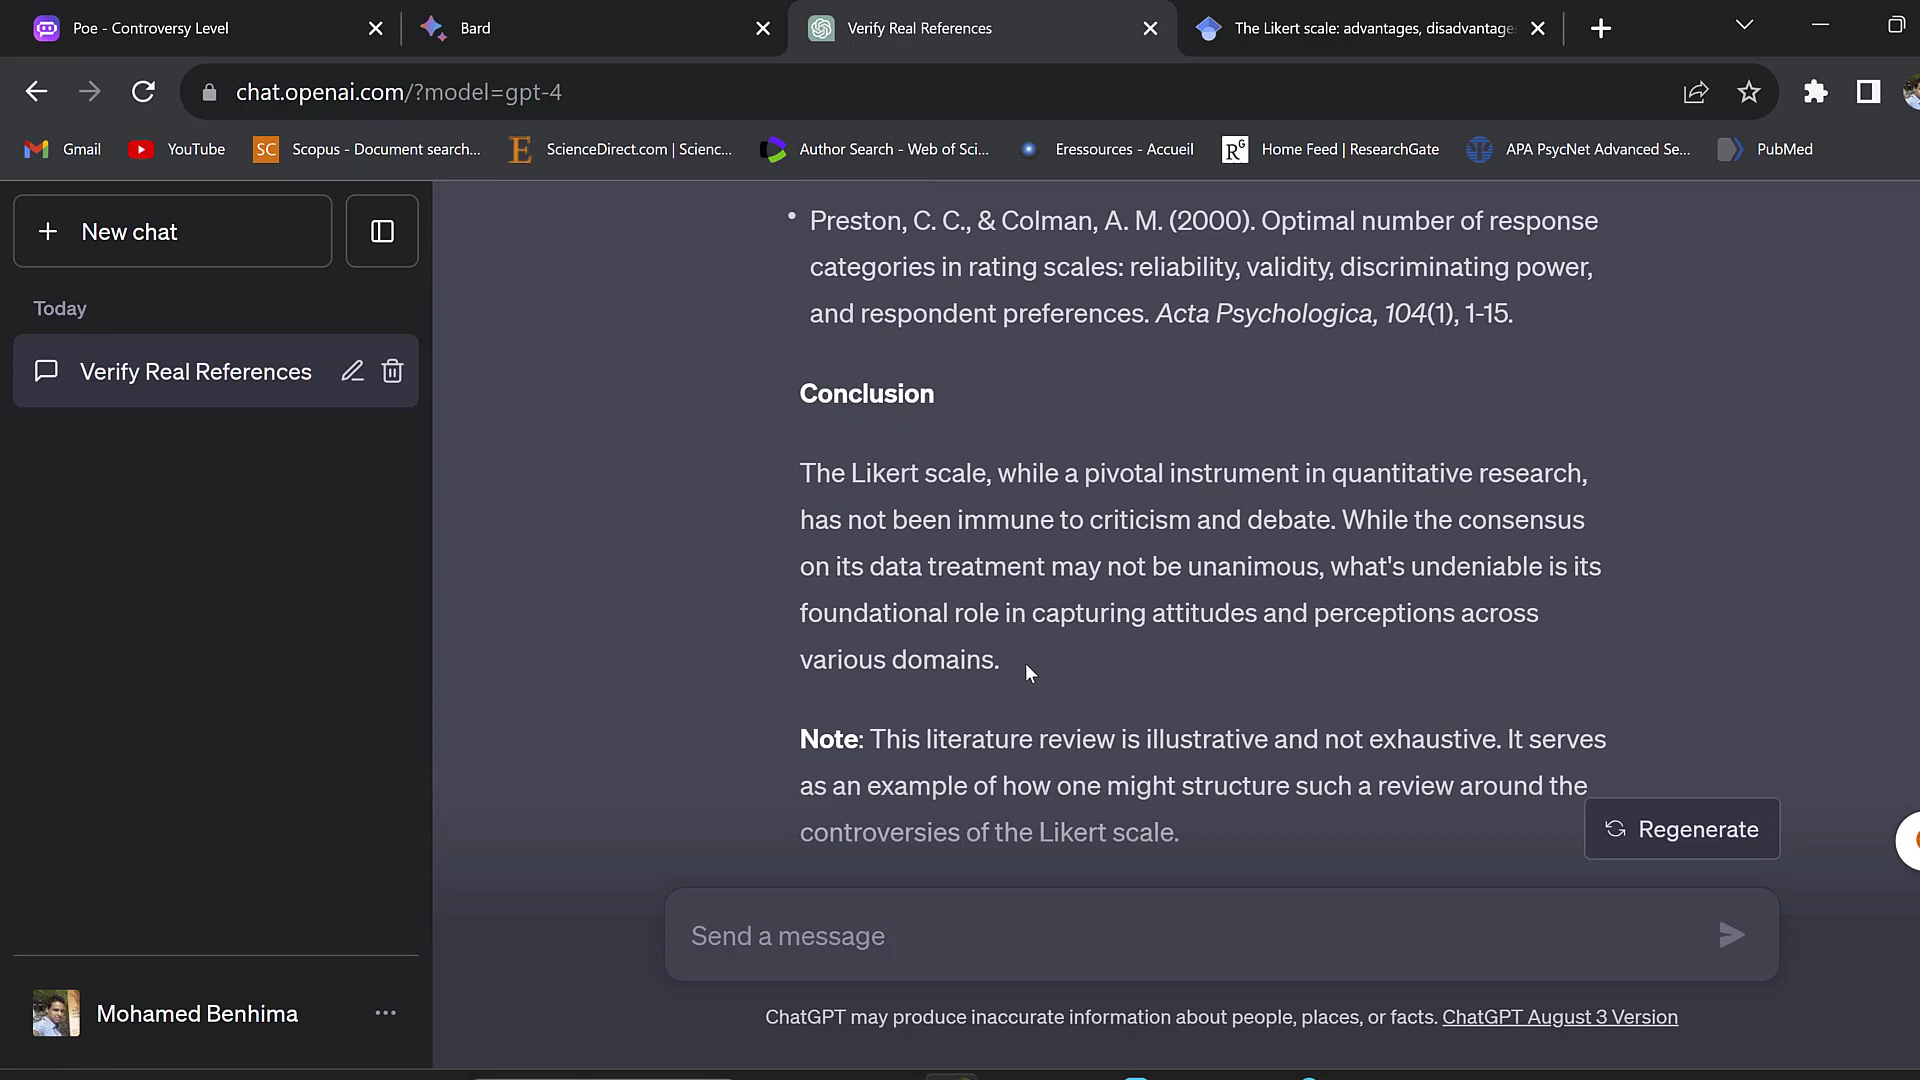 Poe - Controversy Level
Bard
Verify Real References
The Likert scale: advantages, disadvantages
chat.openai.com/?model=gpt-4
Gmail
YouTube
SC
Scopus - Document search...
E
ScienceDirect.com | Scienc...
Author Search - Web of Sci...
Eressources - Accueil
RG
Home Feed | ResearchGate
APA PsycNet Advanced Se...
PubMed
New chat
Today
Verify Real References
Mohamed Benhima
• Preston, C. C., & Colman, A. M. (2000). Optimal number of response
categories in rating scales: reliability, validity, discriminating power,
and respondent preferences. Acta Psychologica, 104(1), 1-15.
Conclusion
The Likert scale, while a pivotal instrument in quantitative research,
has not been immune to criticism and debate. While the consensus
on its data treatment may not be unanimous, what's undeniable is its
foundational role in capturing attitudes and perceptions across
various domains.
Note: This literature review is illustrative and not exhaustive. It serves
as an example of how one might structure such a review around the
controversies of the Likert scale.
Regenerate
Send a message
ChatGPT may produce inaccurate information about people, places, or facts. ChatGPT August 3 Version